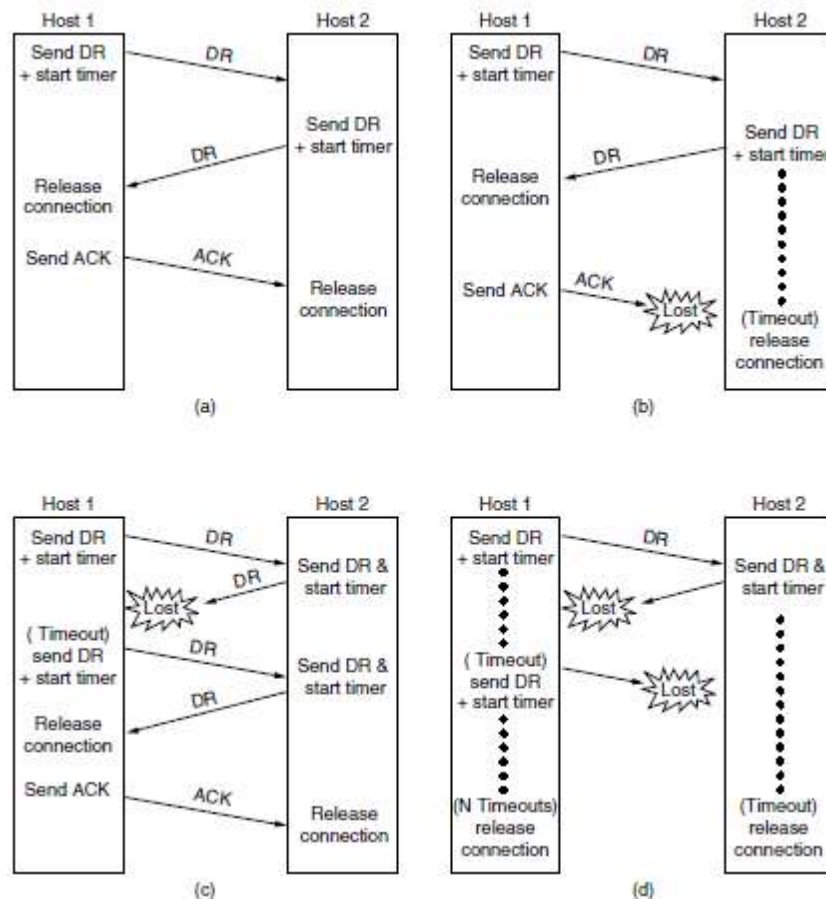 Host 1
Host 2
Send DR
+ start timer
DR
Send DR
+ start timer
DR
Release
connection
Send ACK
ACK
Release
connection
(a)
Host 1
Host 2
Send DR
+ start timer
DR
Send DR
+ start timer
DR
Release
connection
Send ACK
ACK
Lost
(Timeout)
release
connection
(b)
Host 1
Host 2
Send DR
+ start timer
DR
Send DR &
start timer
DR
Lost
( Timeout)
send DR
+ start timer
DR
Send DR &
start timer
DR
Release
connection
Send ACK
ACK
Release
connection
(c)
Host 1
Host 2
Send DR
+ start timer
DR
Send DR &
start timer
Lost
( Timeout)
send DR
+ start timer
Lost
(N Timeouts)
release
connection
(Timeout)
release
connection
(d)